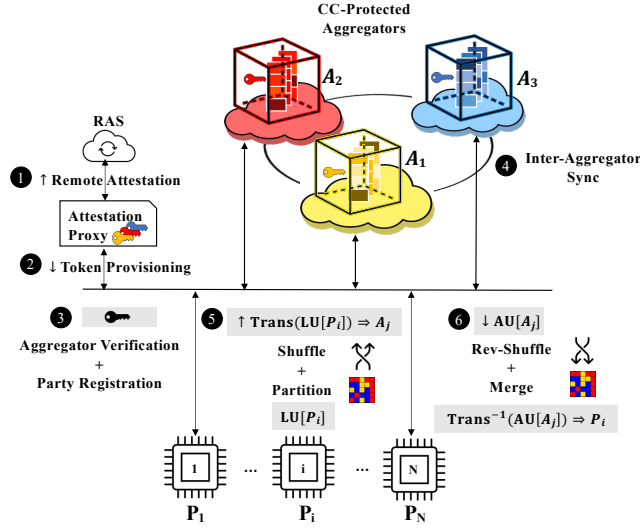 CC-Protected
Aggregators
A₂
A₃
A₁
RAS
1 ↑ Remote Attestation
Attestation
Proxy
2 ↓ Token Provisioning
4 Inter-Aggregator
Sync
3
Aggregator Verification
+
Party Registration
5 ↑ Trans(LU[Pᵢ]) ⇒ Aⱼ
Shuffle
+
Partition
LU[Pᵢ]
6 ↓ AU[Aⱼ]
Rev-Shuffle
+
Merge
Trans⁻¹(AU[Aⱼ]) ⇒ Pᵢ
1 ... i ... N
P₁ Pᵢ P_N